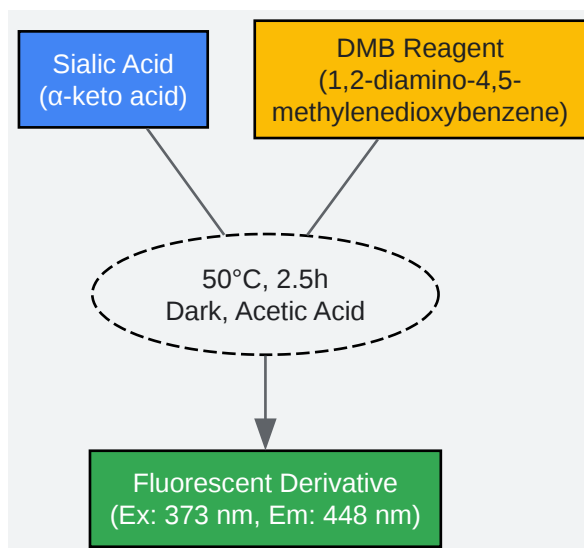 Sialic Acid
(α-keto acid)
DMB Reagent
(1,2-diamino-4,5-
methylenedioxybenzene)
50°C, 2.5h
Dark, Acetic Acid
Fluorescent Derivative
(Ex: 373 nm, Em: 448 nm)